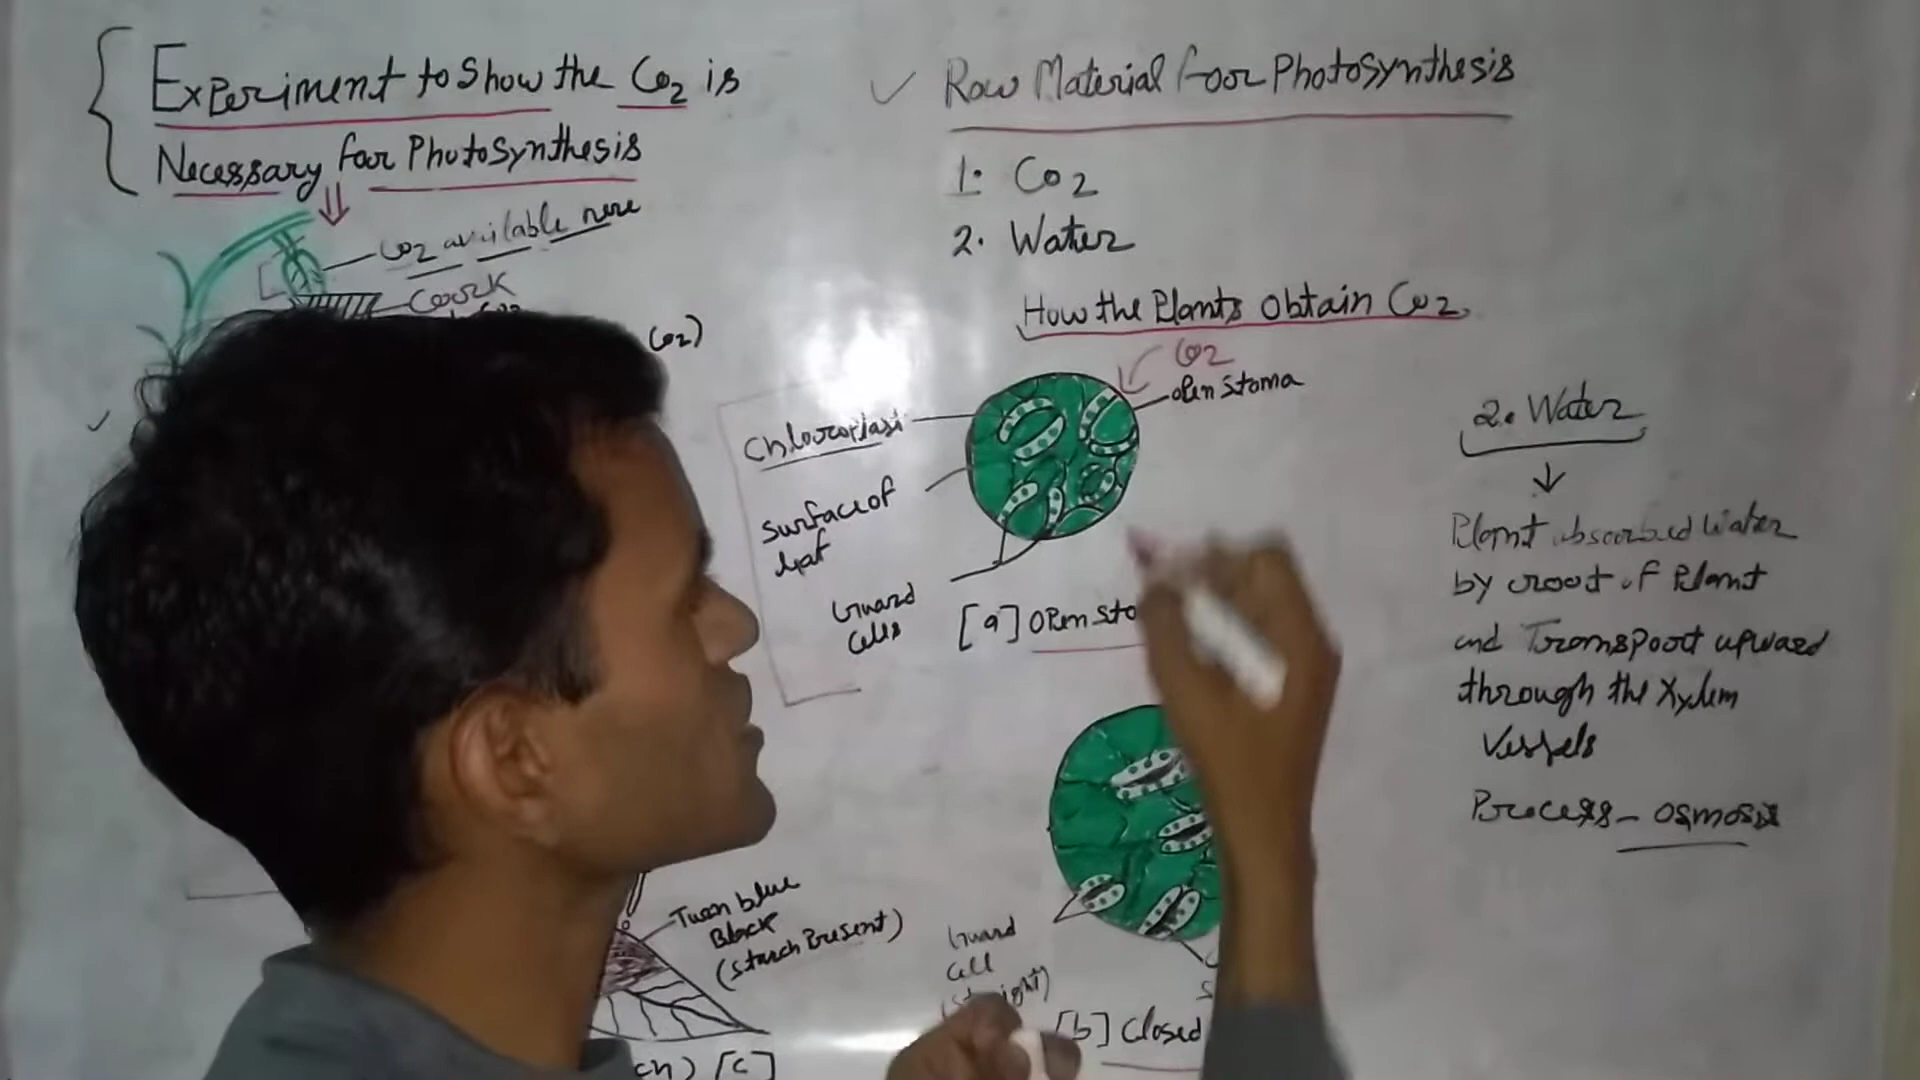 Experiment to Show the Co2 is
Necessary for Photosynthesis
Co2 available here
Cork
Co2)
Turn blue
Black
(Starch Present)
ch) [c]
Raw Material for Photosynthesis
1. Co2
2. Water
How the Plants Obtain Co2
Co2
open Stoma
Chloroplast
Surface of
leaf
Guard
Cells
[a] Open Sto
Guard
Cell
[b] Closed
2. Water
Plant absorbed Water
by root of Plant
and Transport upward
through the Xylem
Vessels
Process - osmosis